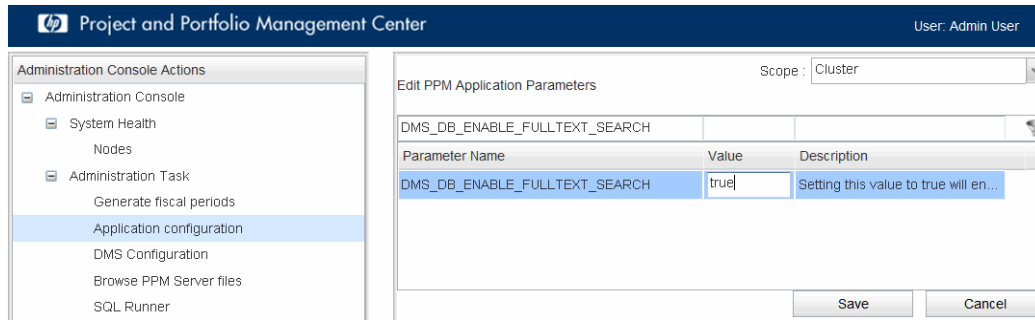 hp Project and Portfolio Management Center User: Admin User
Administration Console Actions
Administration Console
System Health
Nodes
Administration Task
Generate fiscal periods
Application configuration
DMS Configuration
Browse PPM Server files
SQL Runner
Edit PPM Application Parameters Scope : Cluster
DMS_DB_ENABLE_FULLTEXT_SEARCH
Parameter Name Value Description
DMS_DB_ENABLE_FULLTEXT_SEARCH true Setting this value to true will en...
Save Cancel